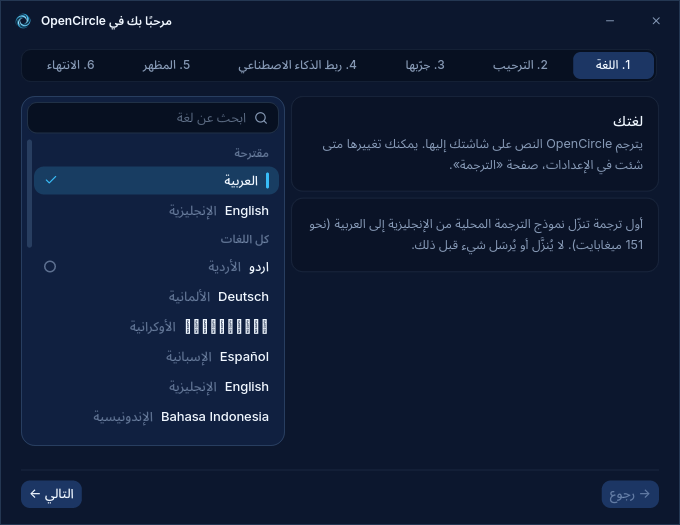 مرحبًا بك في OpenCircle
1. اللغة
2. الترحيب
3. جرّبها
4. ربط الذكاء الاصطناعي
5. المظهر
6. الانتهاء
لغتك
يترجم OpenCircle النص على شاشتك إليها. يمكنك تغييرها متى
شئت في الإعدادات، صفحة «الترجمة».
أول ترجمة تنزّل نموذج الترجمة المحلية من الإنجليزية إلى العربية (نحو
151 ميغابايت). لا يُنزَّل أو يُرسَل شيء قبل ذلك.
ابحث عن لغة
مقترحة
العربية
English الإنجليزية
كل اللغات
اردو الأردية
Deutsch الألمانية
الأوكرانية
Español الإسبانية
English الإنجليزية
Bahasa Indonesia الإندونيسية
→ رجوع
التالي ←